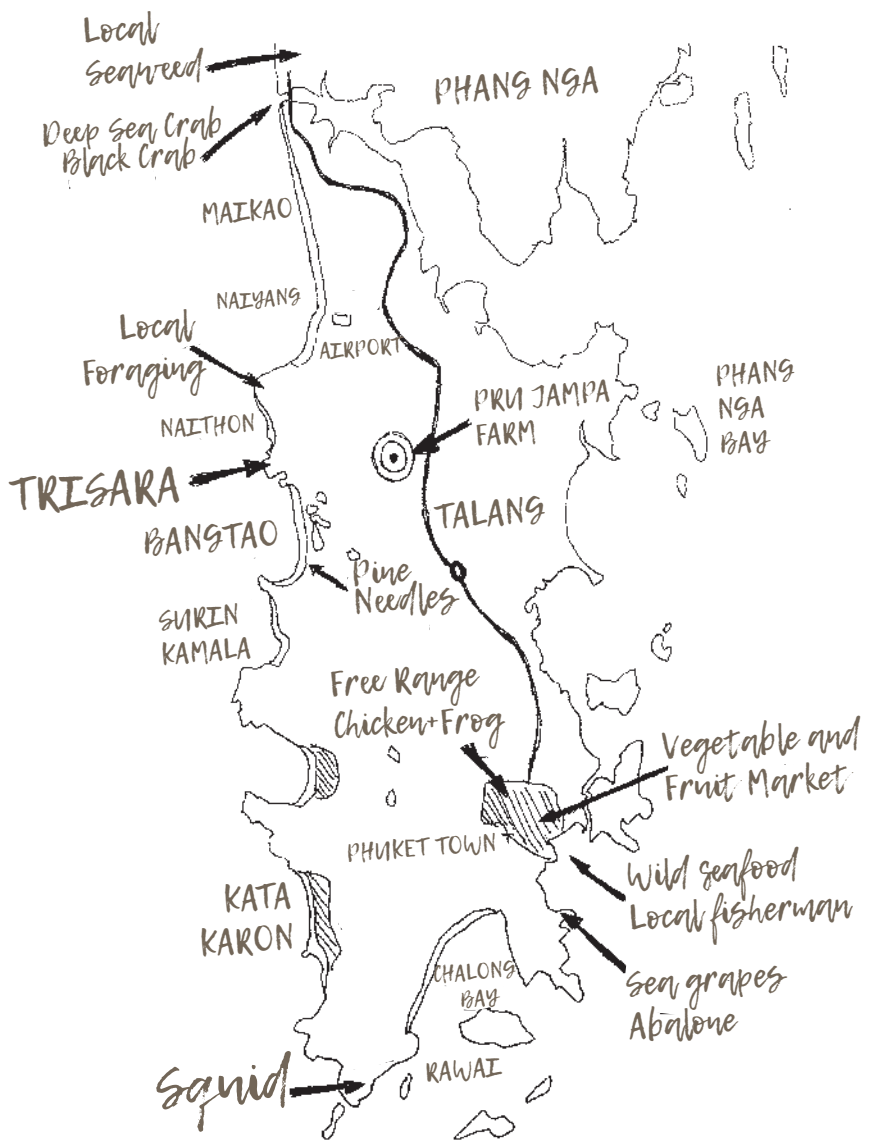 Local
Seaweed
PHANG NGA
Deep Sea Crab
Black Crab
MAIKAO
NAIYANG
Local
Foraging
AIRPORT
PRU JAMPA
FARM
PHANG
NGA
BAY
NAITHON
TRISARA
BANGTAO
TALANG
Pine
Needles
SURIN
KAMALA
Free Range
Chicken+Frog
Vegetable and
Fruit Market
PHUKET TOWN
Wild seafood
Local fisherman
KATA
KARON
CHALONG
BAY
Sea grapes
Abalone
RAWAI
Squid